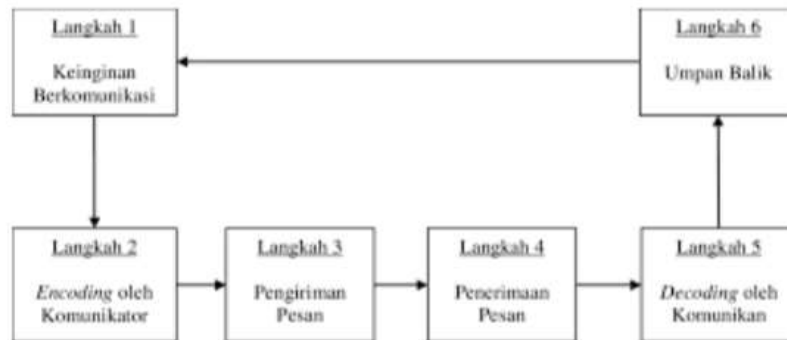 Langkah 1
Keinginan
Berkomunikasi
Langkah 6
Umpan Balik
Langkah 2
Encoding oleh
Komunikator
Langkah 3
Pengiriman
Pesan
Langkah 4
Penerimaan
Pesan
Langkah 5
Decoding oleh
Komunikan